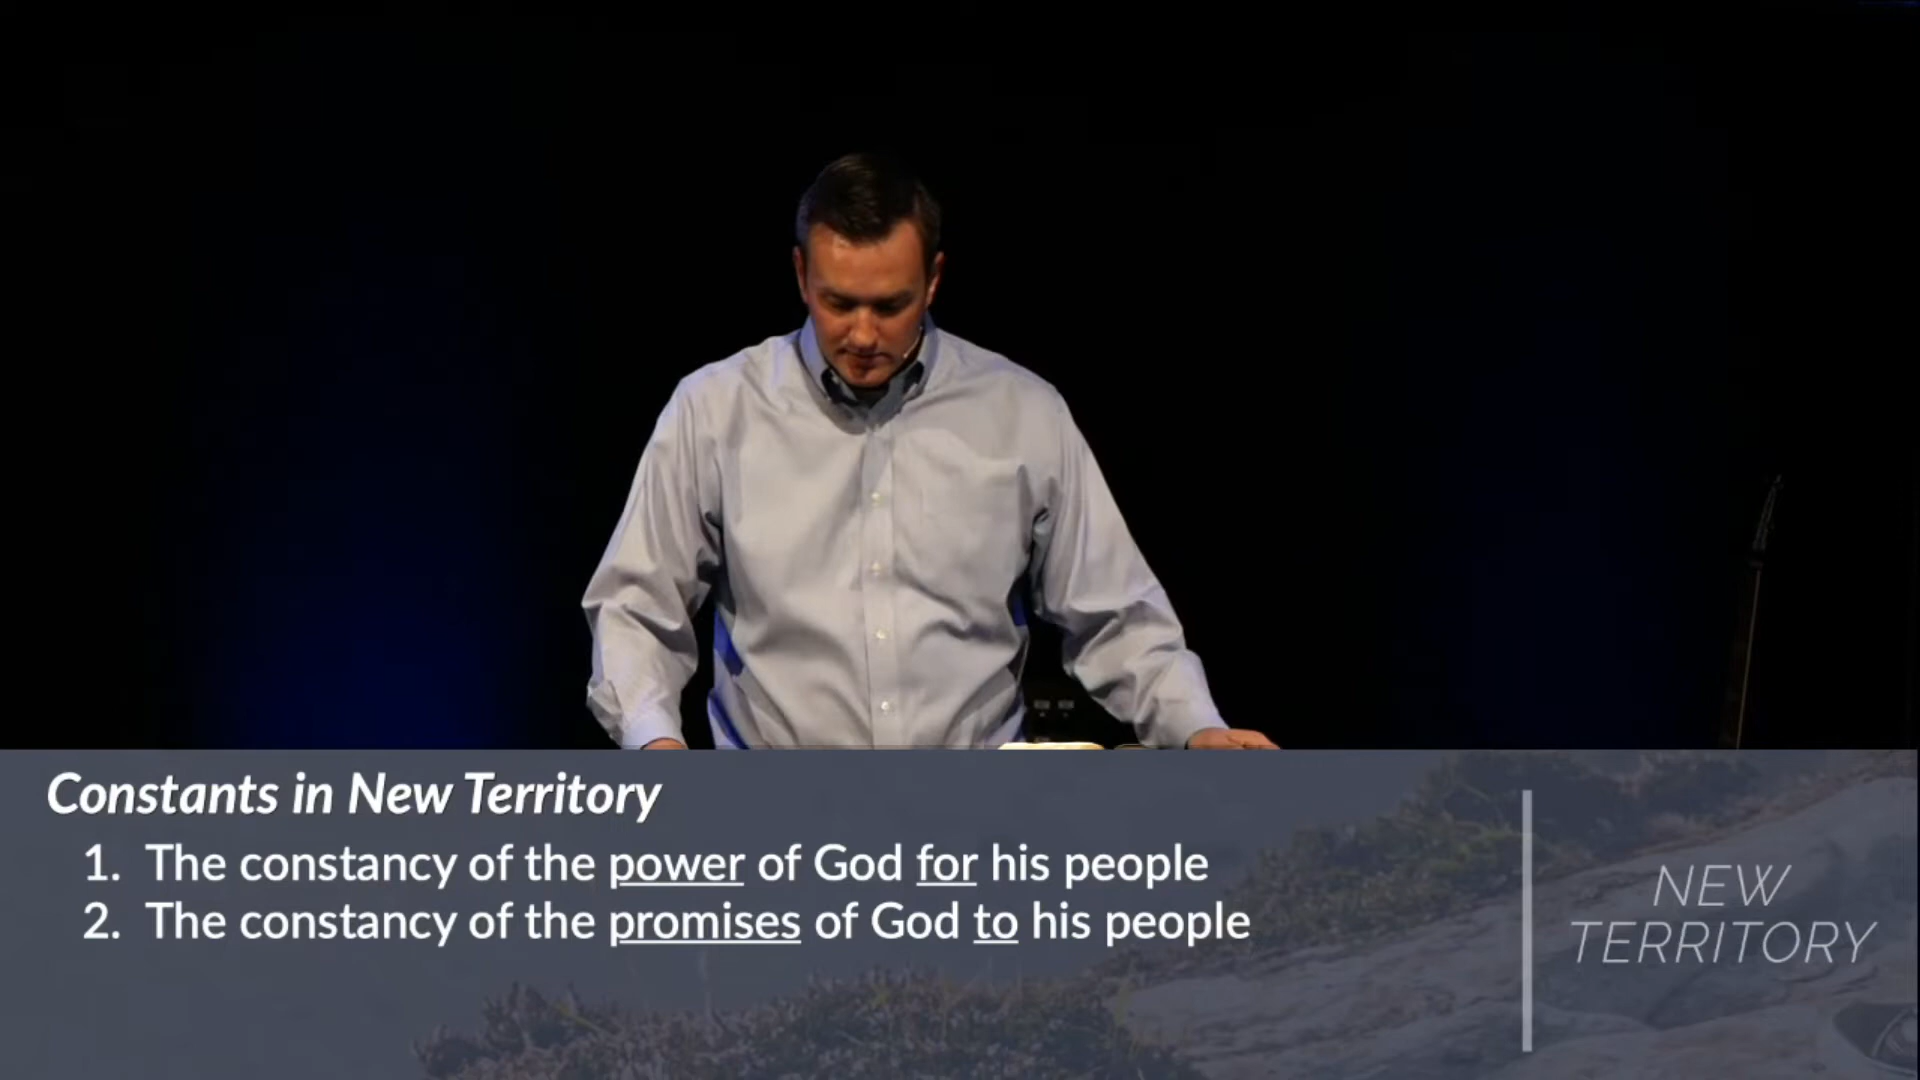 Constants in New Territory
1. The constancy of the power of God for his people
2. The constancy of the promises of God to his people
NEW
TERRITORY